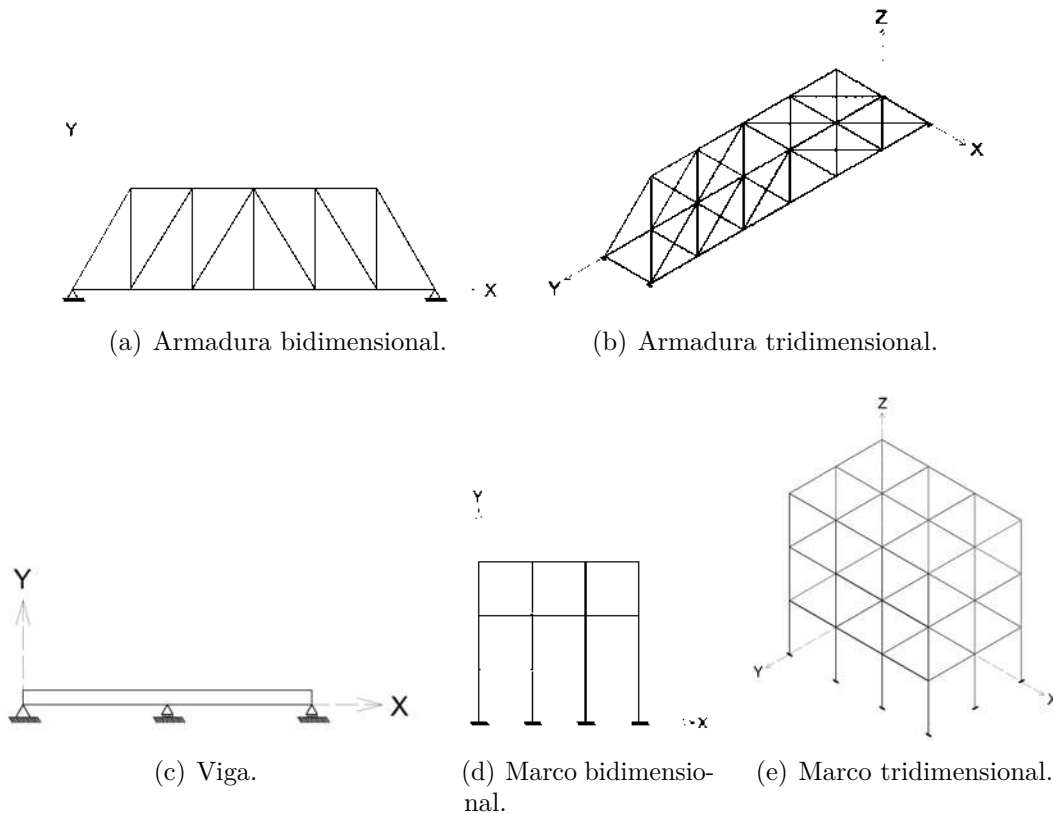 Z
Y
X
X
Y
(a) Armadura bidimensional.
(b) Armadura tridimensional.
Z
Y
Y
X
Y
X
X
(c) Viga.
(d) Marco bidimensio-
nal.
(e) Marco tridimensional.